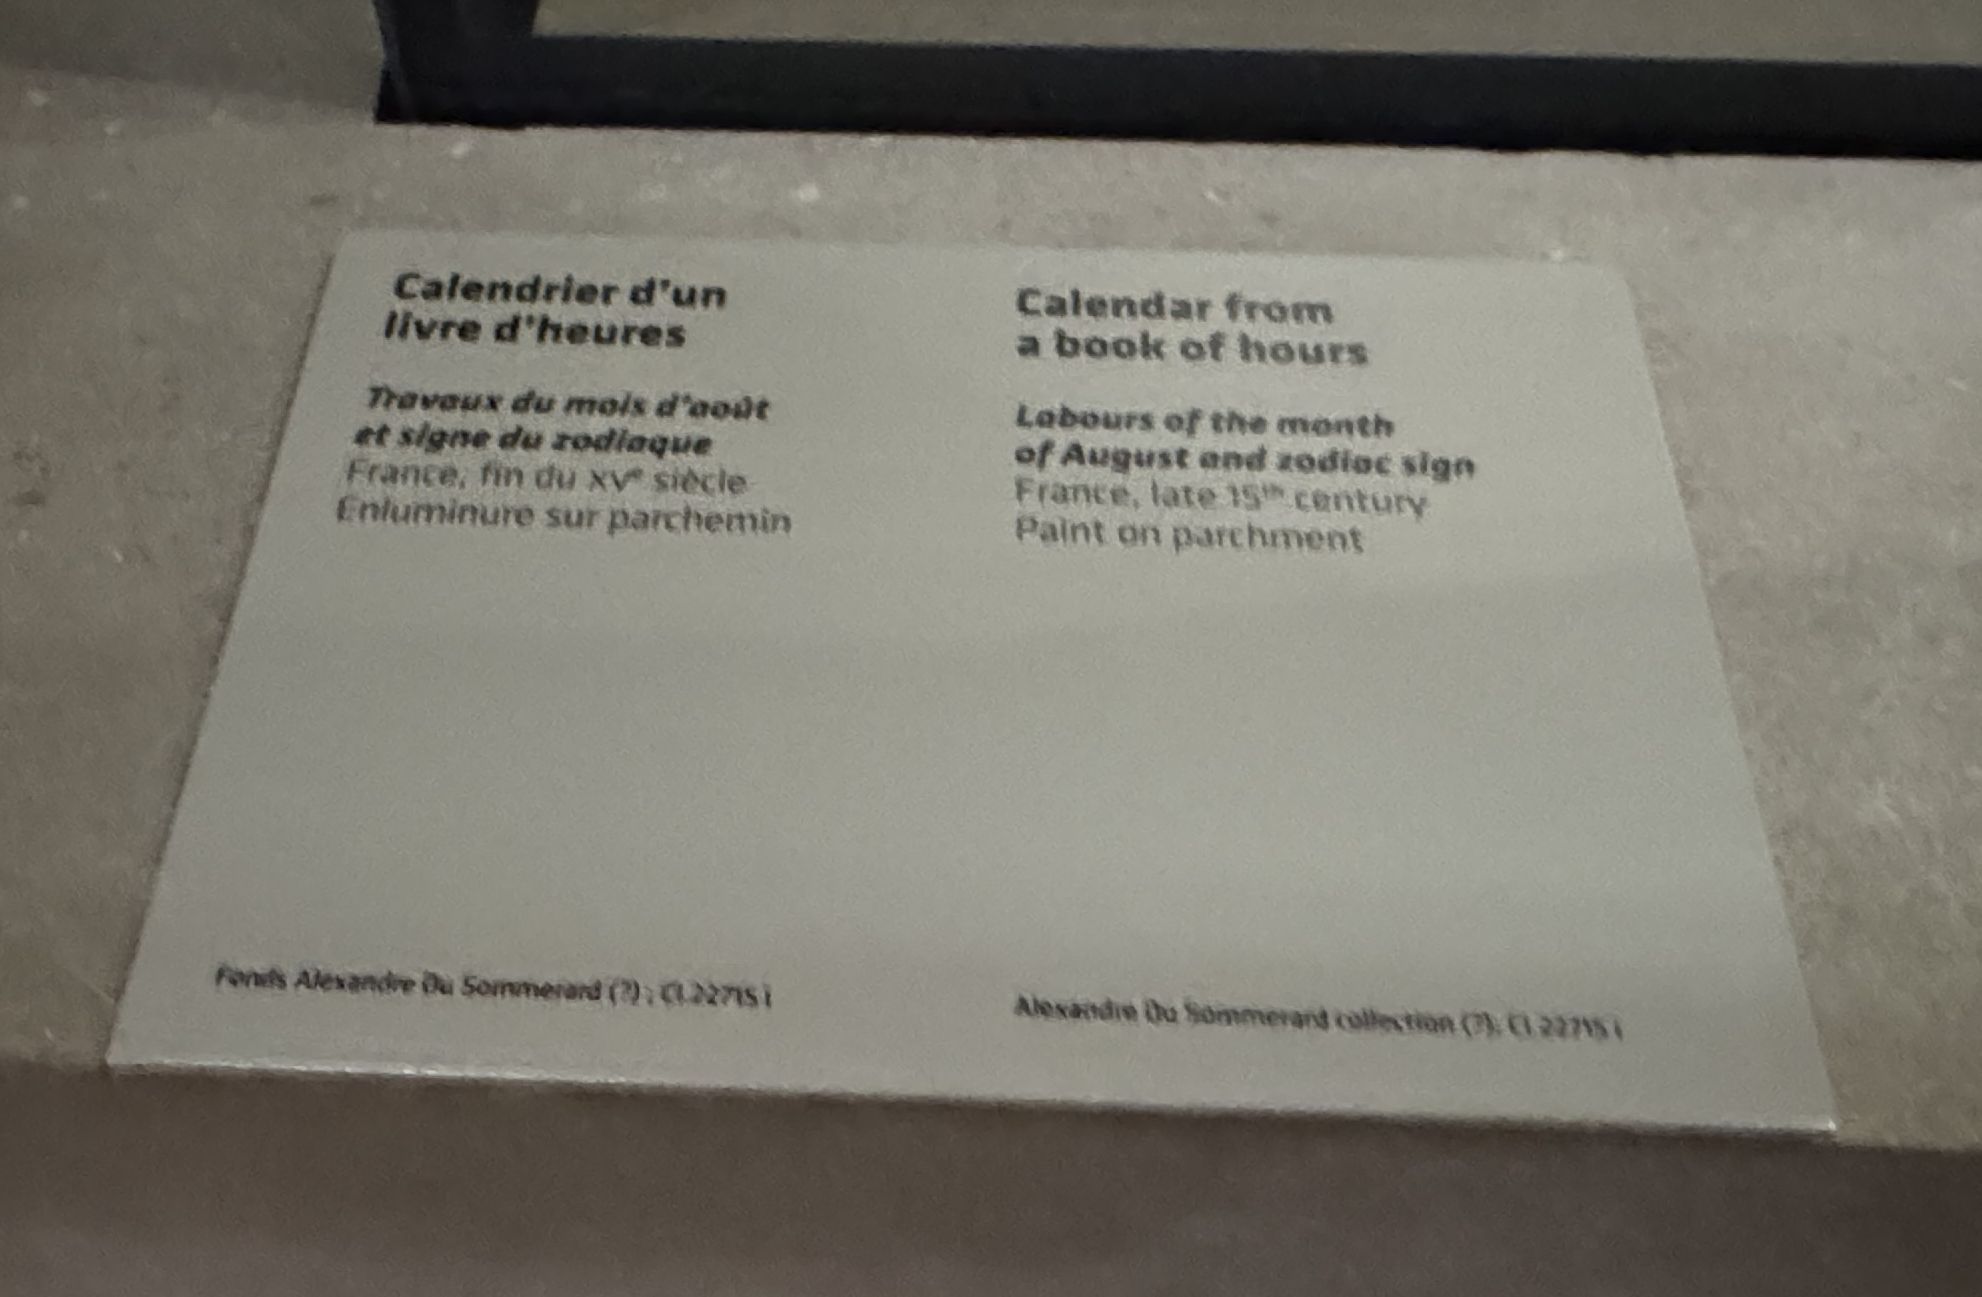 Calendrier d'un
livre d'heures
Travaux du mois d'août
et signe du zodiaque
France, fin du XVᵉ siècle
Enluminure sur parchemin
Fonds Alexandre Du Sommerard (?) ; Cl. 22715 i
Calendar from
a book of hours
Labours of the month
of August and zodiac sign
France, late 15ᵗʰ century
Paint on parchment
Alexandre Du Sommerard collection (?); Cl. 22715 i